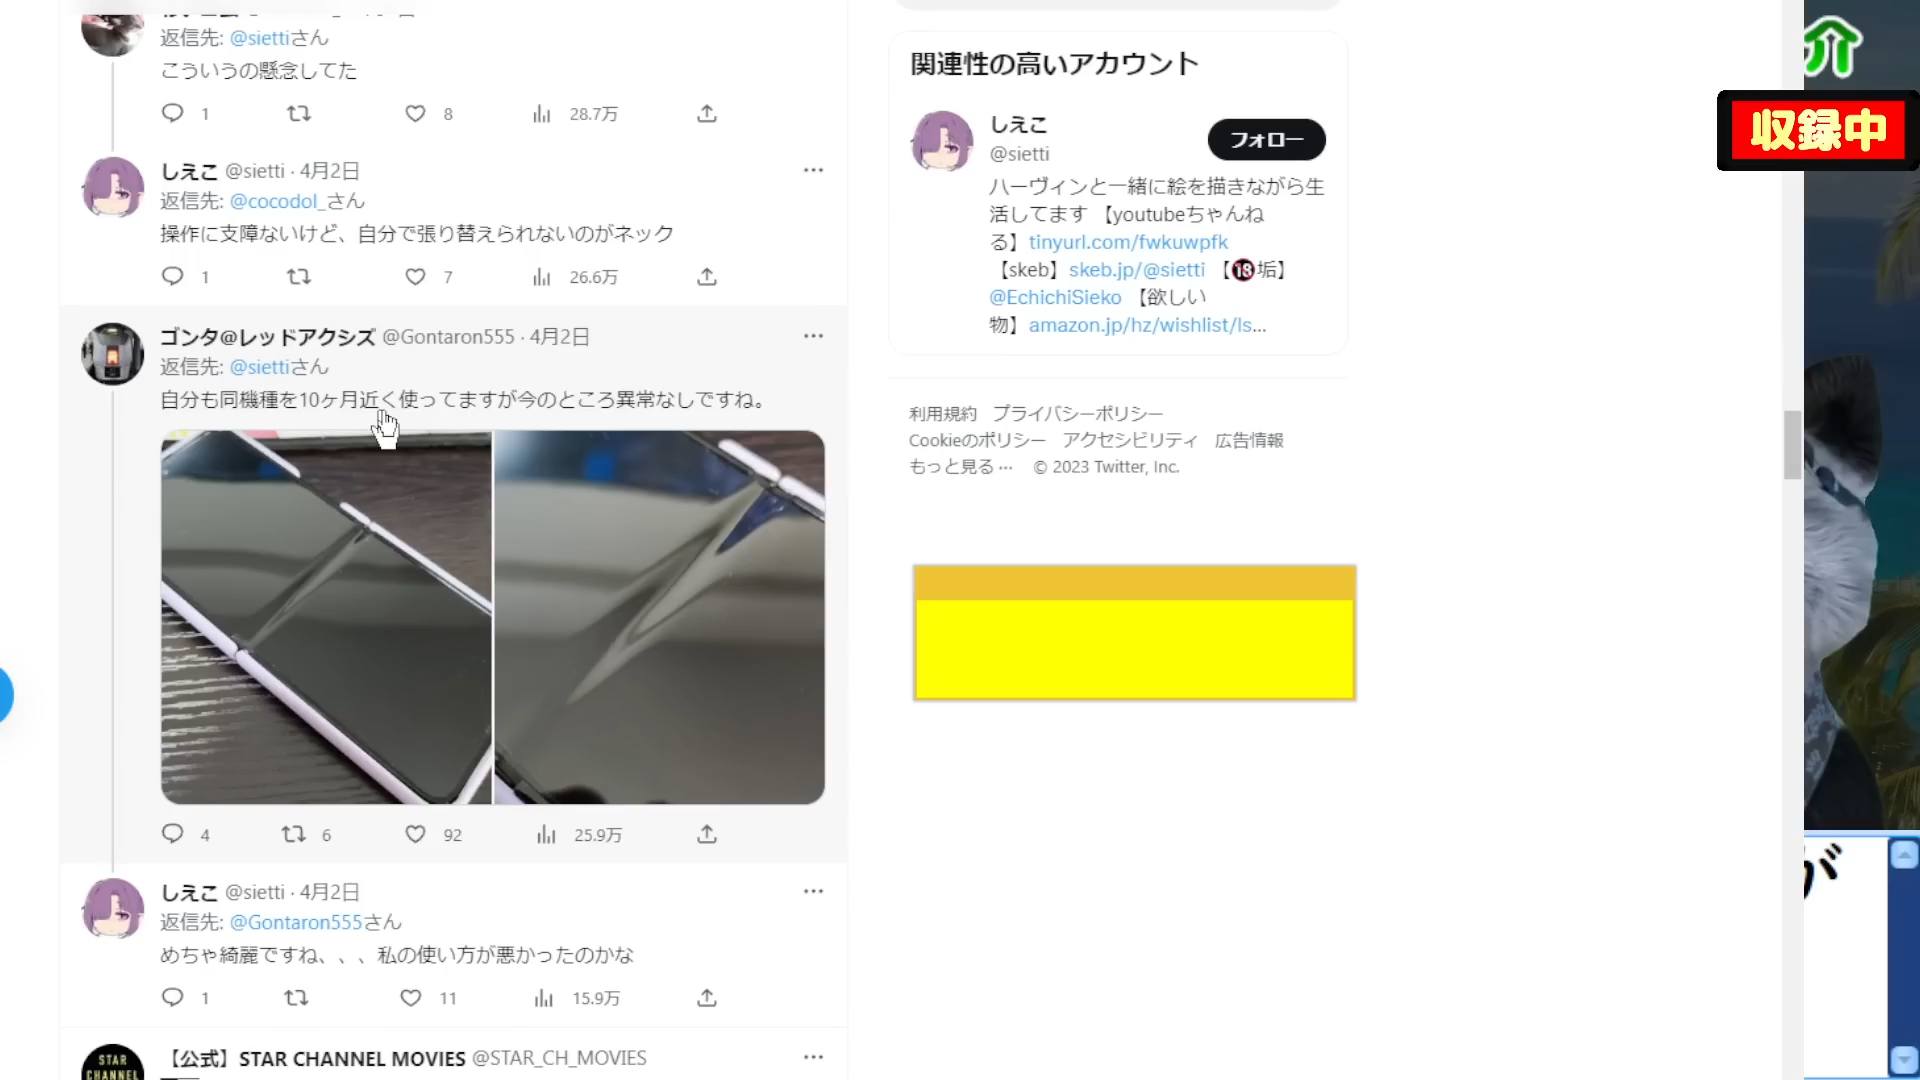 返信先: @siettiさん
こういうの懸念してた
1 8 28.7万
しえこ @sietti · 4月2日
返信先: @cocodol_さん
操作に支障ないけど、自分で張り替えられないのがネック
1 7 26.6万
ゴンタ@レッドアクシズ @Gontaron555 · 4月2日
返信先: @siettiさん
自分も同機種を10ヶ月近く使ってますが今のところ異常なしですね。
4 6 92 25.9万
しえこ @sietti · 4月2日
返信先: @Gontaron555さん
めちゃ綺麗ですね、、、私の使い方が悪かったのかな
1 11 15.9万
STAR
CHANNEL
【公式】STAR CHANNEL MOVIES @STAR_CH_MOVIES
関連性の高いアカウント
しえこ
@sietti
フォロー
ハーヴィンと一緒に絵を描きながら生
活してます 【youtubeちゃんね
る】tinyurl.com/fwkuwpfk
【skeb】skeb.jp/@sietti 【🔞垢】
@EchichiSieko 【欲しい
物】amazon.jp/hz/wishlist/ls...
利用規約 プライバシーポリシー
Cookieのポリシー アクセシビリティ 広告情報
もっと見る ··· © 2023 Twitter, Inc.
介
収録中
が